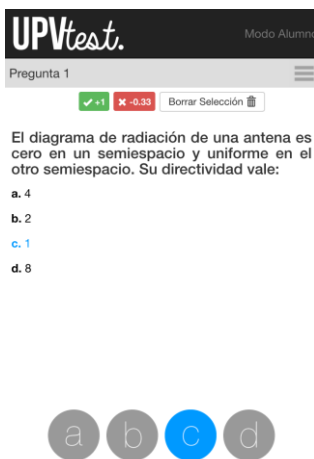 UPVtest.
Modo Alumno
Pregunta 1
+1 -0.33 Borrar Selección
El diagrama de radiación de una antena es
cero en un semiespacio y uniforme en el
otro semiespacio. Su directividad vale:
a. 4
b. 2
c. 1
d. 8
a b c d